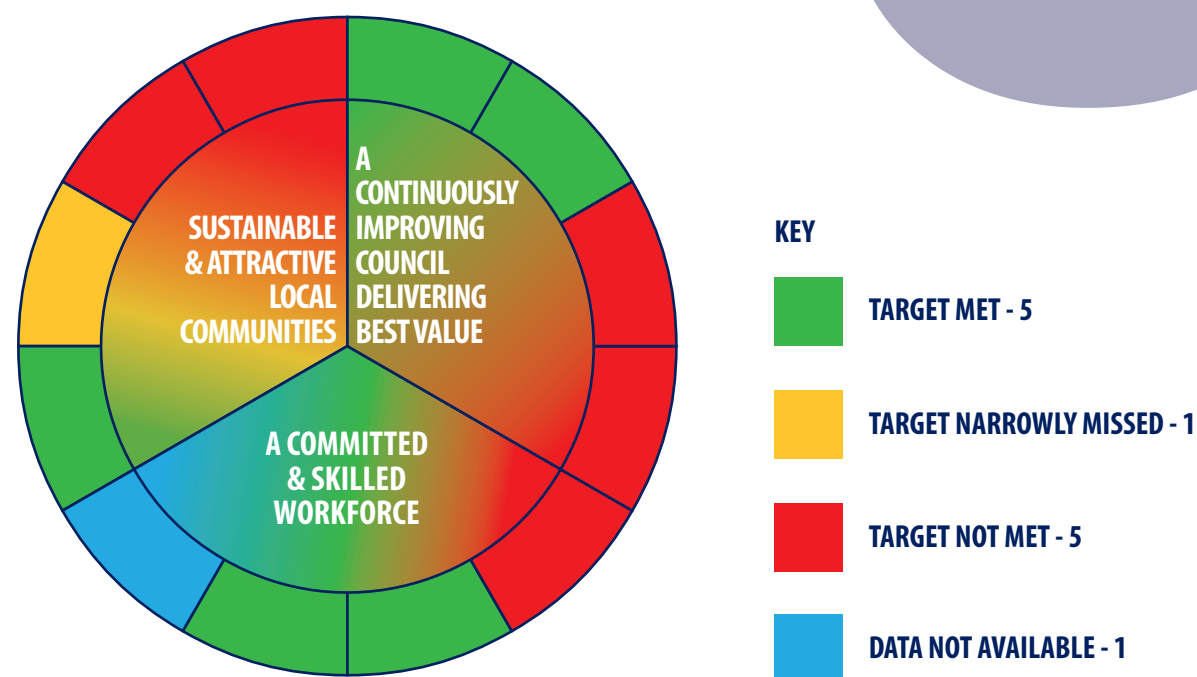 SUSTAINABLE
& ATTRACTIVE
LOCAL
COMMUNITIES
A
CONTINUOUSLY
IMPROVING
COUNCIL
DELIVERING
BEST VALUE
A COMMITTED
& SKILLED
WORKFORCE
KEY
TARGET MET - 5
TARGET NARROWLY MISSED - 1
TARGET NOT MET - 5
DATA NOT AVAILABLE - 1